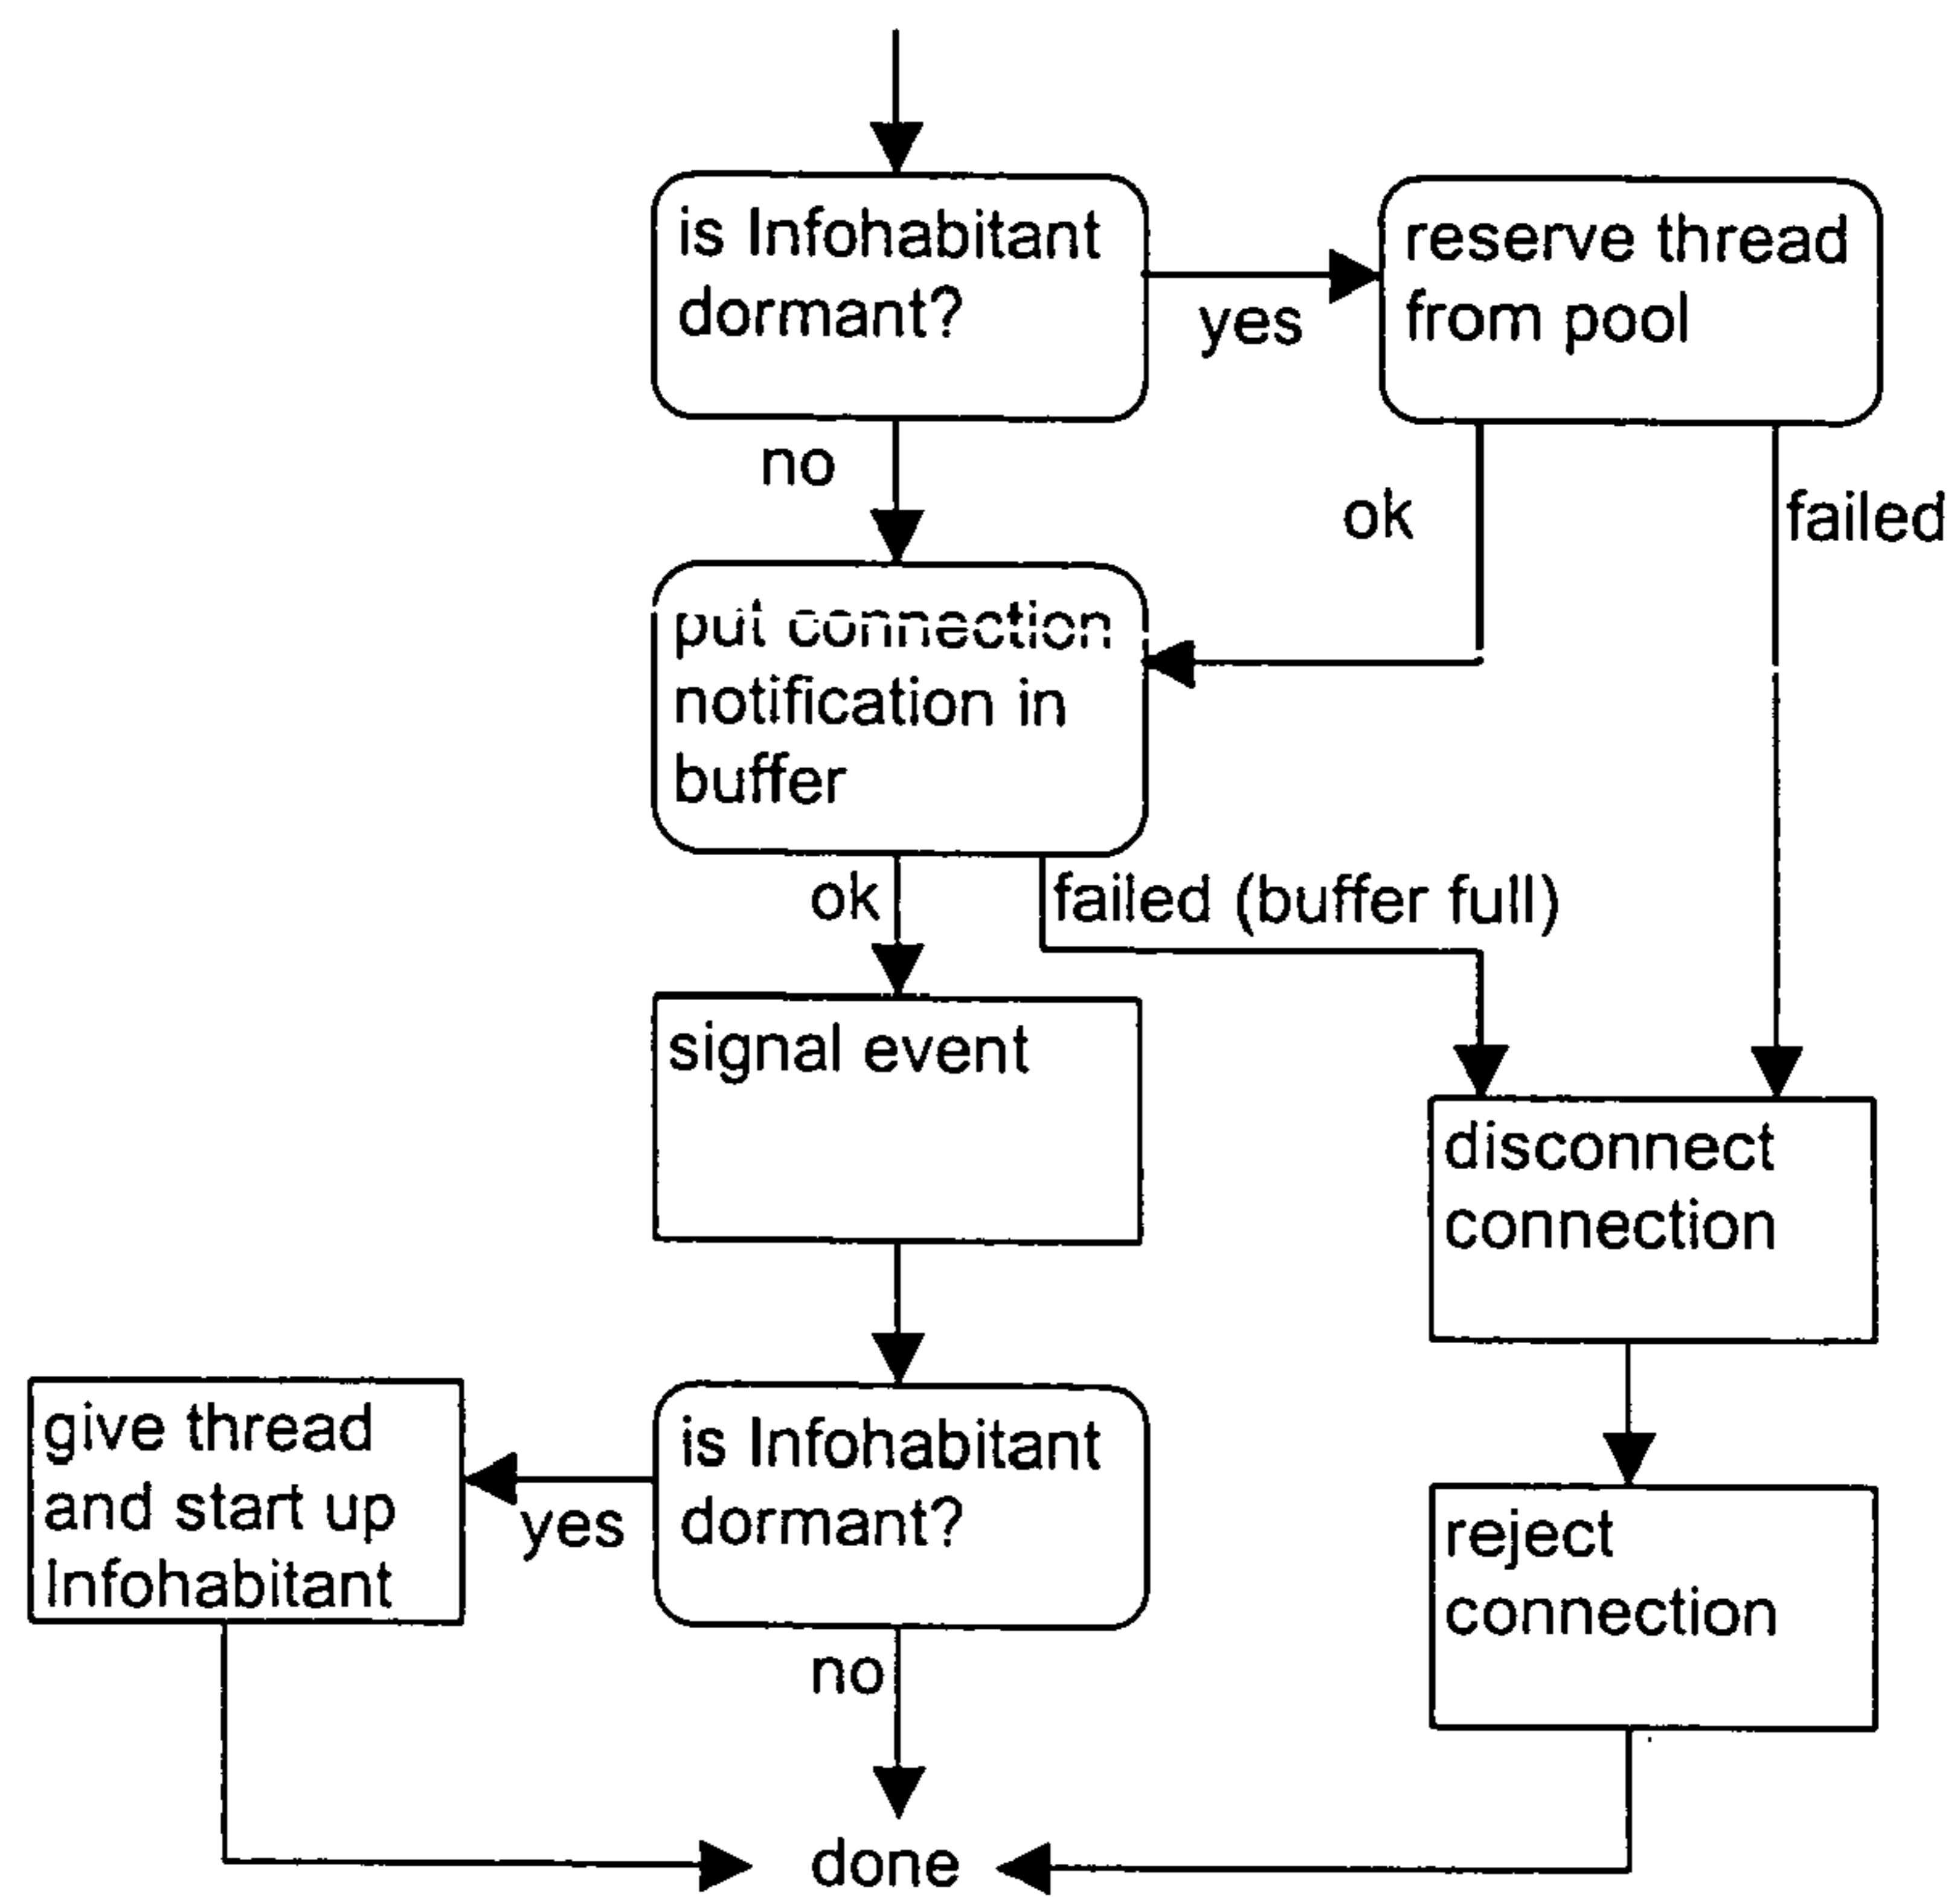 is Infohabitant
dormant?
yes
reserve thread
from pool
no
ok
failed
put connection
notification in
buffer
ok
failed (buffer full)
signal event
disconnect
connection
give thread
and start up
Infohabitant
yes
is Infohabitant
dormant?
reject
connection
no
done